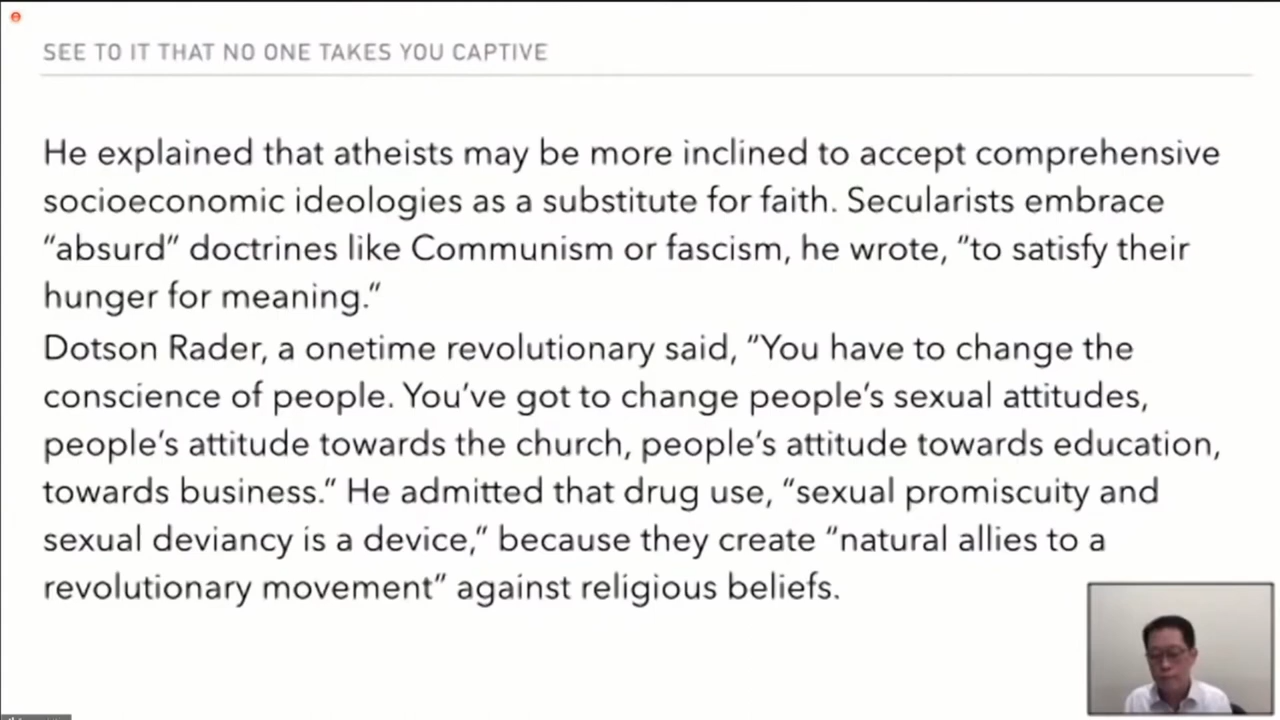 SEE TO IT THAT NO ONE TAKES YOU CAPTIVE
He explained that atheists may be more inclined to accept comprehensive
socioeconomic ideologies as a substitute for faith. Secularists embrace
“absurd” doctrines like Communism or fascism, he wrote, “to satisfy their
hunger for meaning.”
Dotson Rader, a onetime revolutionary said, “You have to change the
conscience of people. You’ve got to change people’s sexual attitudes,
people’s attitude towards the church, people’s attitude towards education,
towards business.” He admitted that drug use, “sexual promiscuity and
sexual deviancy is a device,” because they create “natural allies to a
revolutionary movement” against religious beliefs.